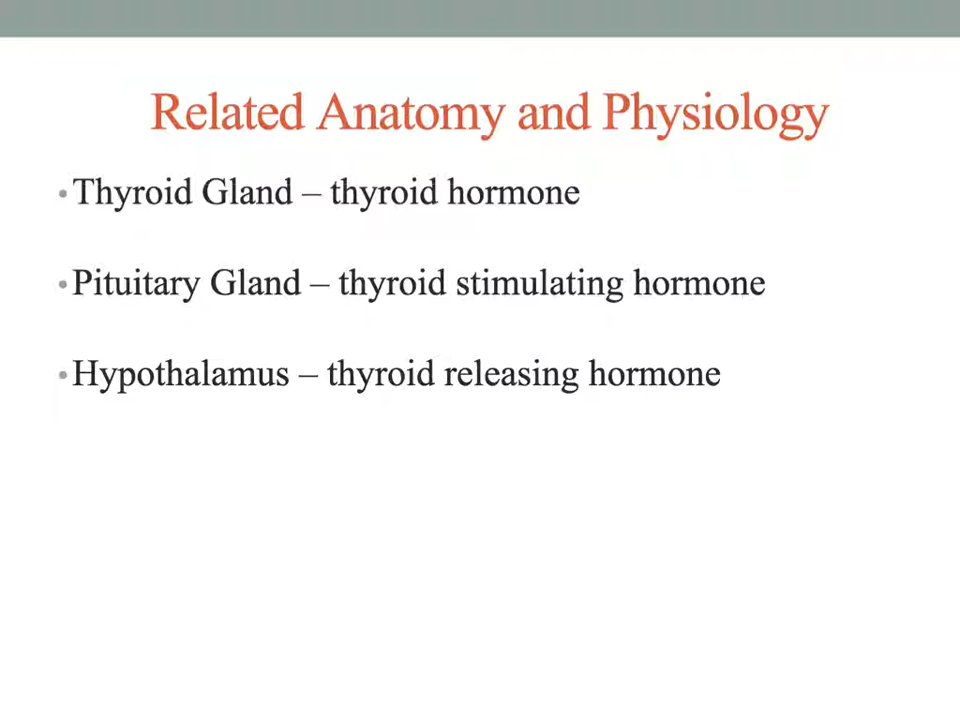 Related Anatomy and Physiology
•Thyroid Gland – thyroid hormone
•Pituitary Gland – thyroid stimulating hormone
•Hypothalamus – thyroid releasing hormone